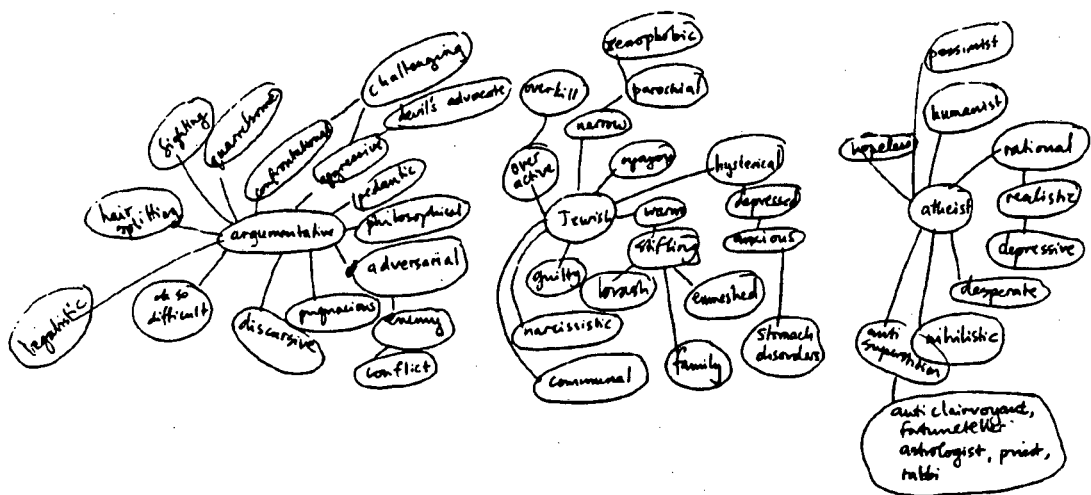 fighting
quarrelsome
confrontational
challenging
aggressive
devil's advocate
pedantic
philosophical
hair
splitting
argumentative
adversarial
legalistic
oh so
difficult
discursive
pugnacious
enemy
conflict
xenophobic
parochial
overkill
narrow
over
active
hysterical
Jewish
warm
depressed
stifling
anxious
guilty
enmeshed
narcissistic
communal
family
stomach
disorders
pessimist
humanist
hopeless
rational
atheist
realistic
depressive
desperate
anti
superstition
nihilistic
anti clairvoyant,
fortuneteller
astrologist, priest,
rabbi